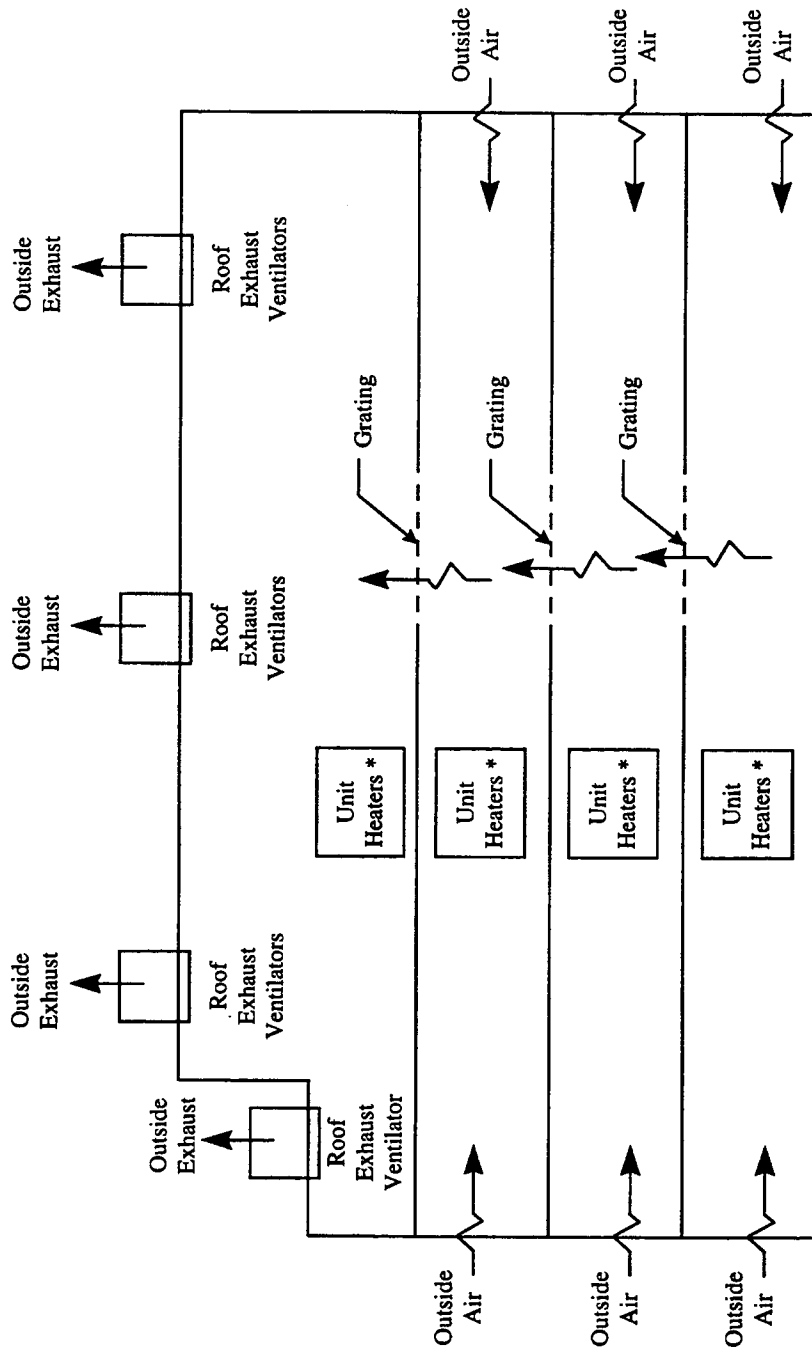 Outside
Exhaust
Outside
Exhaust
Outside
Exhaust
Outside
Exhaust
Roof
Exhaust
Ventilator
Roof
Exhaust
Ventilators
Roof
Exhaust
Ventilators
Roof
Exhaust
Ventilators
Unit
Heaters *
Grating
Outside
Air
Unit
Heaters *
Grating
Outside
Air
Outside
Air
Unit
Heaters *
Grating
Outside
Air
Outside
Air
Unit
Heaters *
Outside
Air